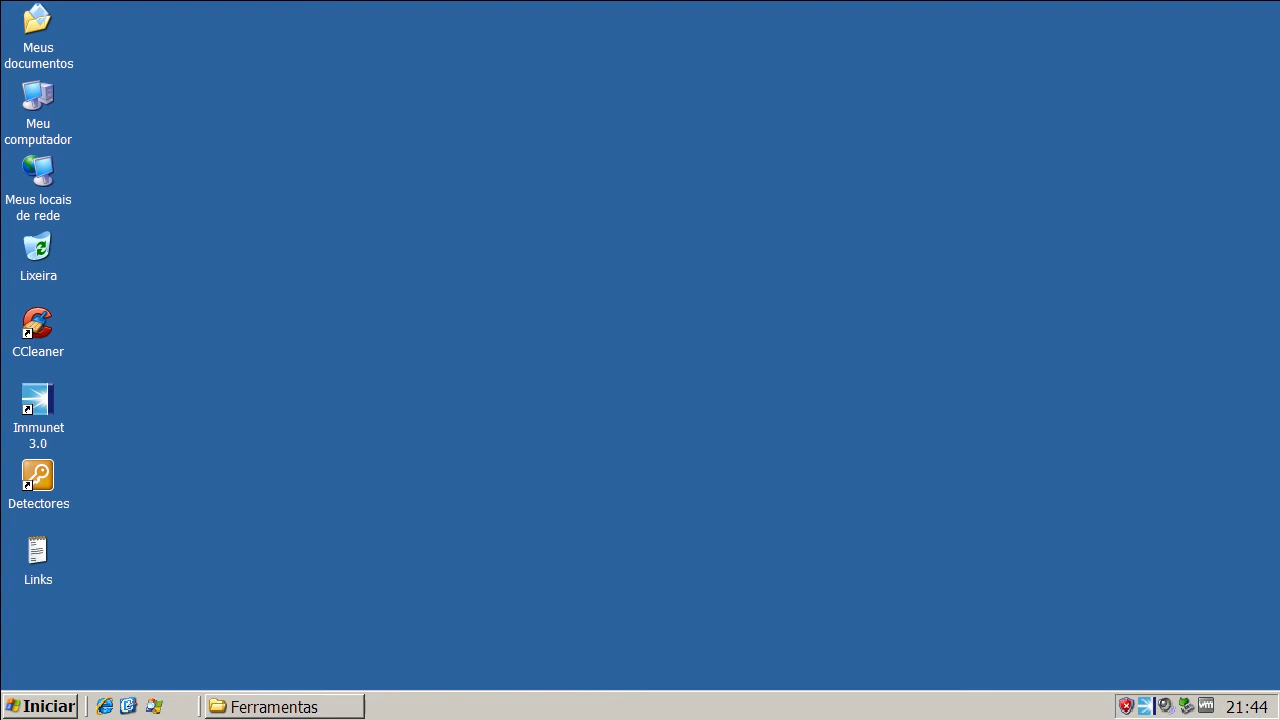 Meus
documentos
Meu
computador
Meus locais
de rede
Lixeira
CCleaner
Immunet
3.0
Detectores
Links
Iniciar
Ferramentas
vm
21:44